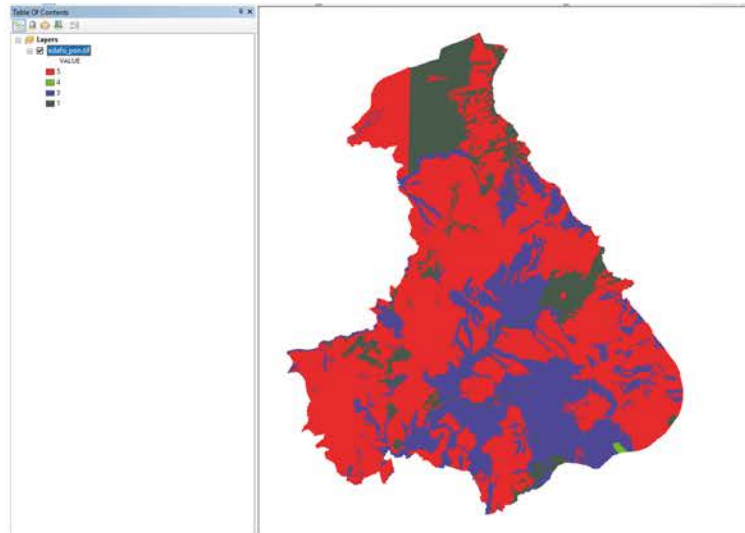 Table Of Contents
Layers
edafo_pon.tif
VALUE
5
4
3
1